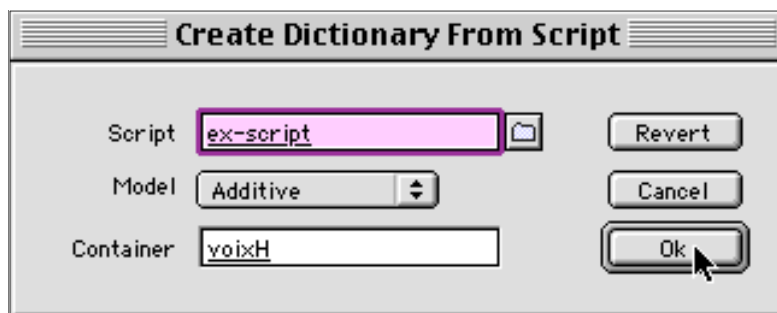 Create Dictionary From Script
Script ex-script Revert
Model Additive Cancel
Container voixH Ok